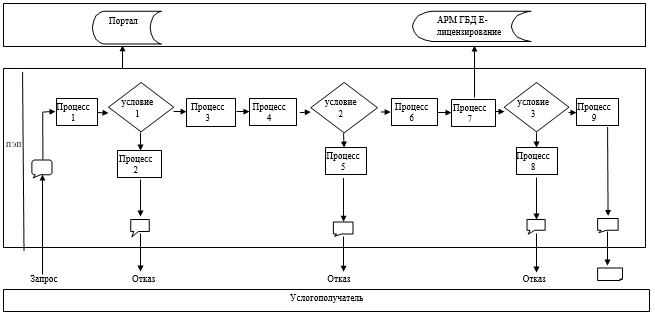 Портал
АРМ ГБД Е-
лицензирование
ПЭП
Процесс
1
условие
1
Процесс
3
Процесс
4
условие
2
Процесс
6
Процесс
7
условие
3
Процесс
9
Процесс
2
Процесс
5
Процесс
8
Запрос
Отказ
Отказ
Отказ
Услогополучатель